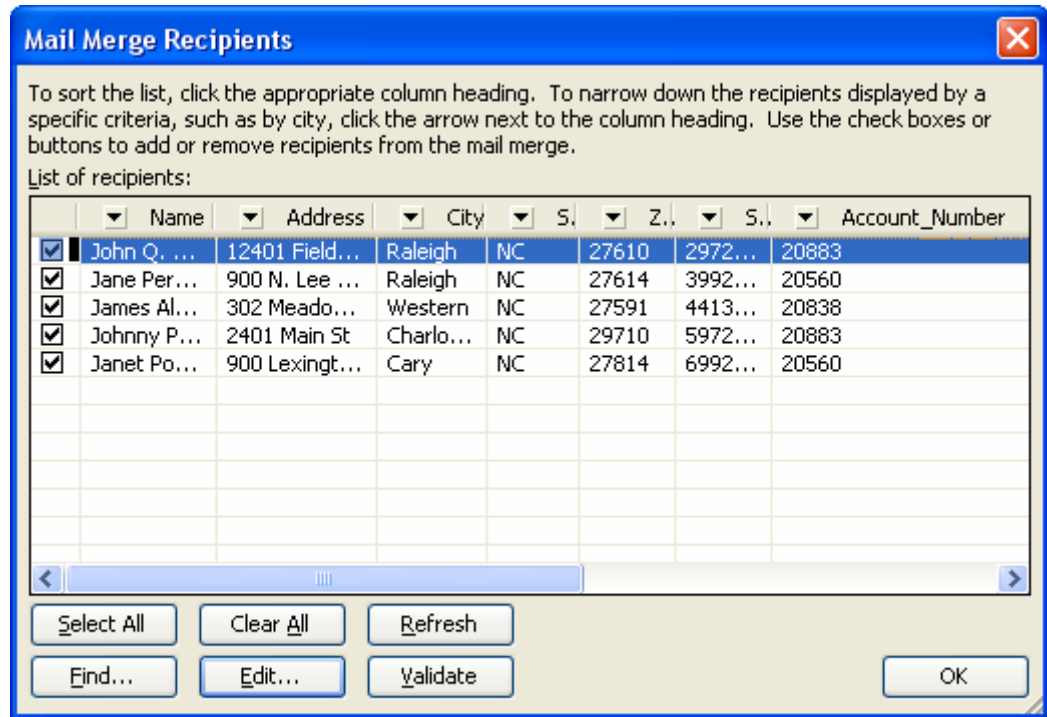 Mail Merge Recipients
To sort the list, click the appropriate column heading. To narrow down the recipients displayed by a
specific criteria, such as by city, click the arrow next to the column heading. Use the check boxes or
buttons to add or remove recipients from the mail merge.
List of recipients:
Name Address City S. Z.. S.. Account_Number
John Q. ... 12401 Field... Raleigh NC 27610 2972... 20883
Jane Per... 900 N. Lee ... Raleigh NC 27614 3992... 20560
James Al... 302 Meado... Western NC 27591 4413... 20838
Johnny P... 2401 Main St Charlo... NC 29710 5972... 20883
Janet Po... 900 Lexingt... Cary NC 27814 6992... 20560
Select All Clear All Refresh
Find... Edit... Validate OK